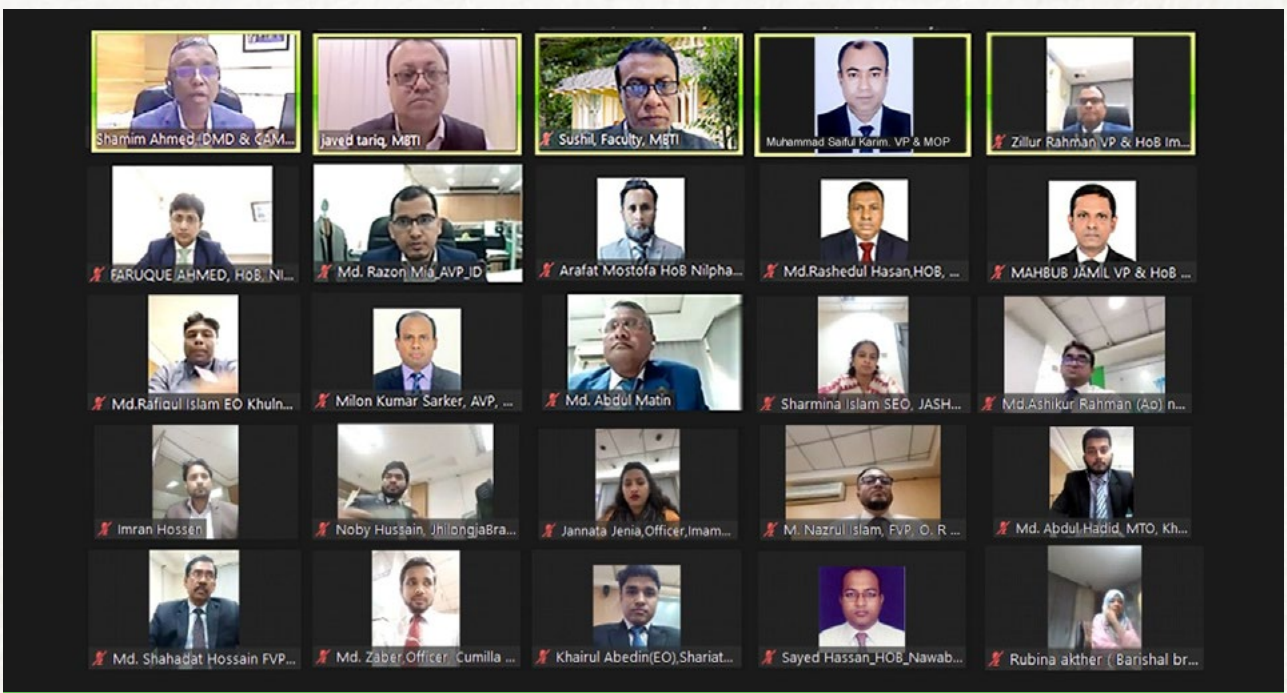 Shamim Ahmed, DMD & CAM...
javed tariq, MBTI
Sushil, Faculty, MBTI
Muhammad Saiful Karim. VP & MOP
Zillur Rahman VP & HoB Im...
FARUQUE AHMED, HoB, NI...
Md. Razon Mia_AVP_ID
Arafat Mostofa HoB Nilpha...
Md.Rashedul Hasan,HOB, ...
MAHBUB JAMIL VP & HoB ...
Md.Rafiqul Islam EO Khuln...
Milon Kumar Sarker, AVP, ...
Md. Abdul Matin
Sharmina Islam SEO, JASH...
Md.Ashikur Rahman (Ao) n...
Imran Hossen
Noby Hussain, JhilongjaBra...
Jannata Jenia,Officer,Imam...
M. Nazrul Islam, FVP, O. R ...
Md. Abdul Hadid, MTO, Kh...
Md. Shahadat Hossain FVP...
Md. Zaber,Officer, Cumilla ...
Khairul Abedin(EO),Shariat...
Sayed Hassan_HOB_Nawab...
Rubina akther ( Barishal br...